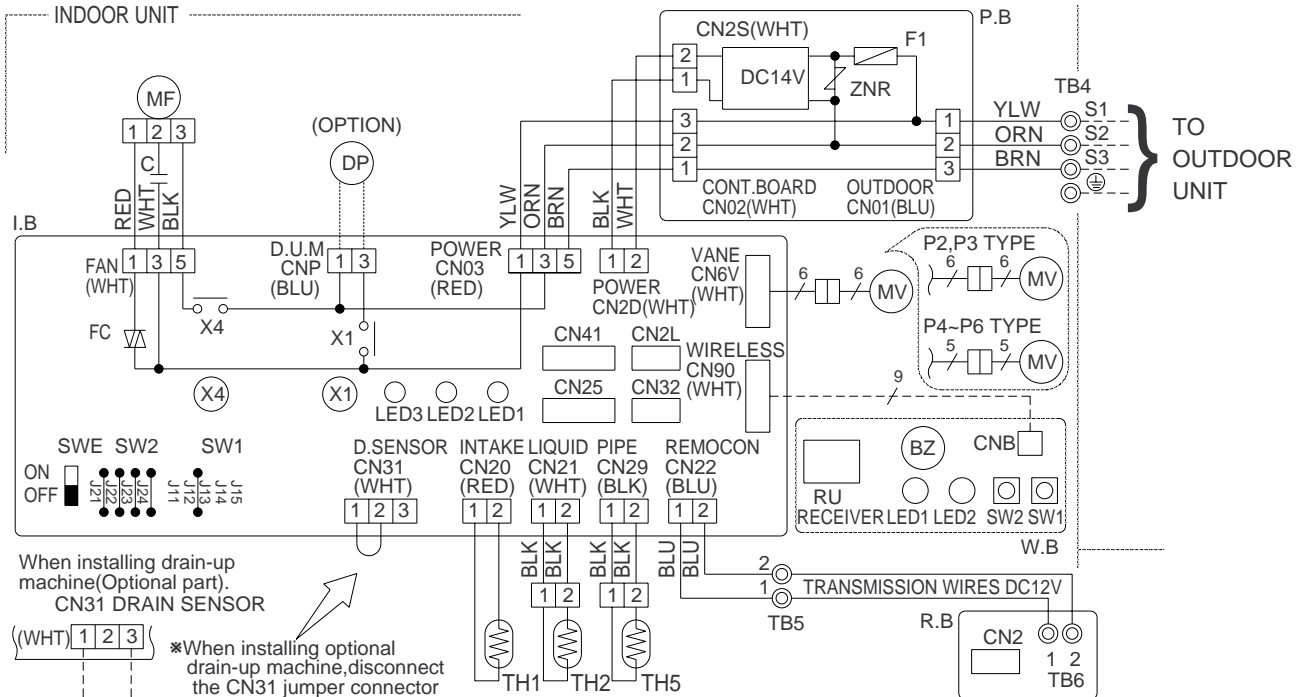 INDOOR UNIT
P.B
CN2S(WHT)
F1
2
1
DC14V
ZNR
TB4
MF
1 2 3
(OPTION)
DP
C
3
2
1
1
2
3
YLW
ORN
BRN
S1
S2
S3
TO
OUTDOOR
UNIT
CONT.BOARD
CN02(WHT)
OUTDOOR
CN01(BLU)
RED
WHT
BLK
YLW
ORN
BRN
BLK
WHT
I.B
FAN
(WHT)
1 3 5
D.U.M
CNP
(BLU)
1 3
POWER
CN03
(RED)
1 3 5
1 2
POWER
CN2D(WHT)
VANE
CN6V
(WHT)
6 6
MV
P2,P3 TYPE
6 6
MV
P4~P6 TYPE
5 5
MV
FC
X4
X1
CN41
CN2L
WIRELESS
CN90
(WHT)
9
X4
X1
LED3 LED2 LED1
CN25
CN32
SWE SW2 SW1
ON
OFF
J21
J22
J23
J24
J11
J12
J13
J14
J15
D.SENSOR
CN31
(WHT)
1 2 3
INTAKE
CN20
(RED)
1 2
LIQUID
CN21
(WHT)
1 2
PIPE
CN29
(BLK)
1 2
REMOCON
CN22
(BLU)
1 2
BZ
CNB
RU
RECEIVER LED1 LED2 SW2 SW1
W.B
When installing drain-up
machine(Optional part).
CN31 DRAIN SENSOR
(WHT) 1 2 3
※When installing optional
drain-up machine,disconnect
the CN31 jumper connector
BLK
BLK
BLK
BLK
BLU
BLU
1 2
1 2
TH1
TH2
TH5
2
1
TB5
TRANSMISSION WIRES DC12V
R.B
CN2
1 2
TB6